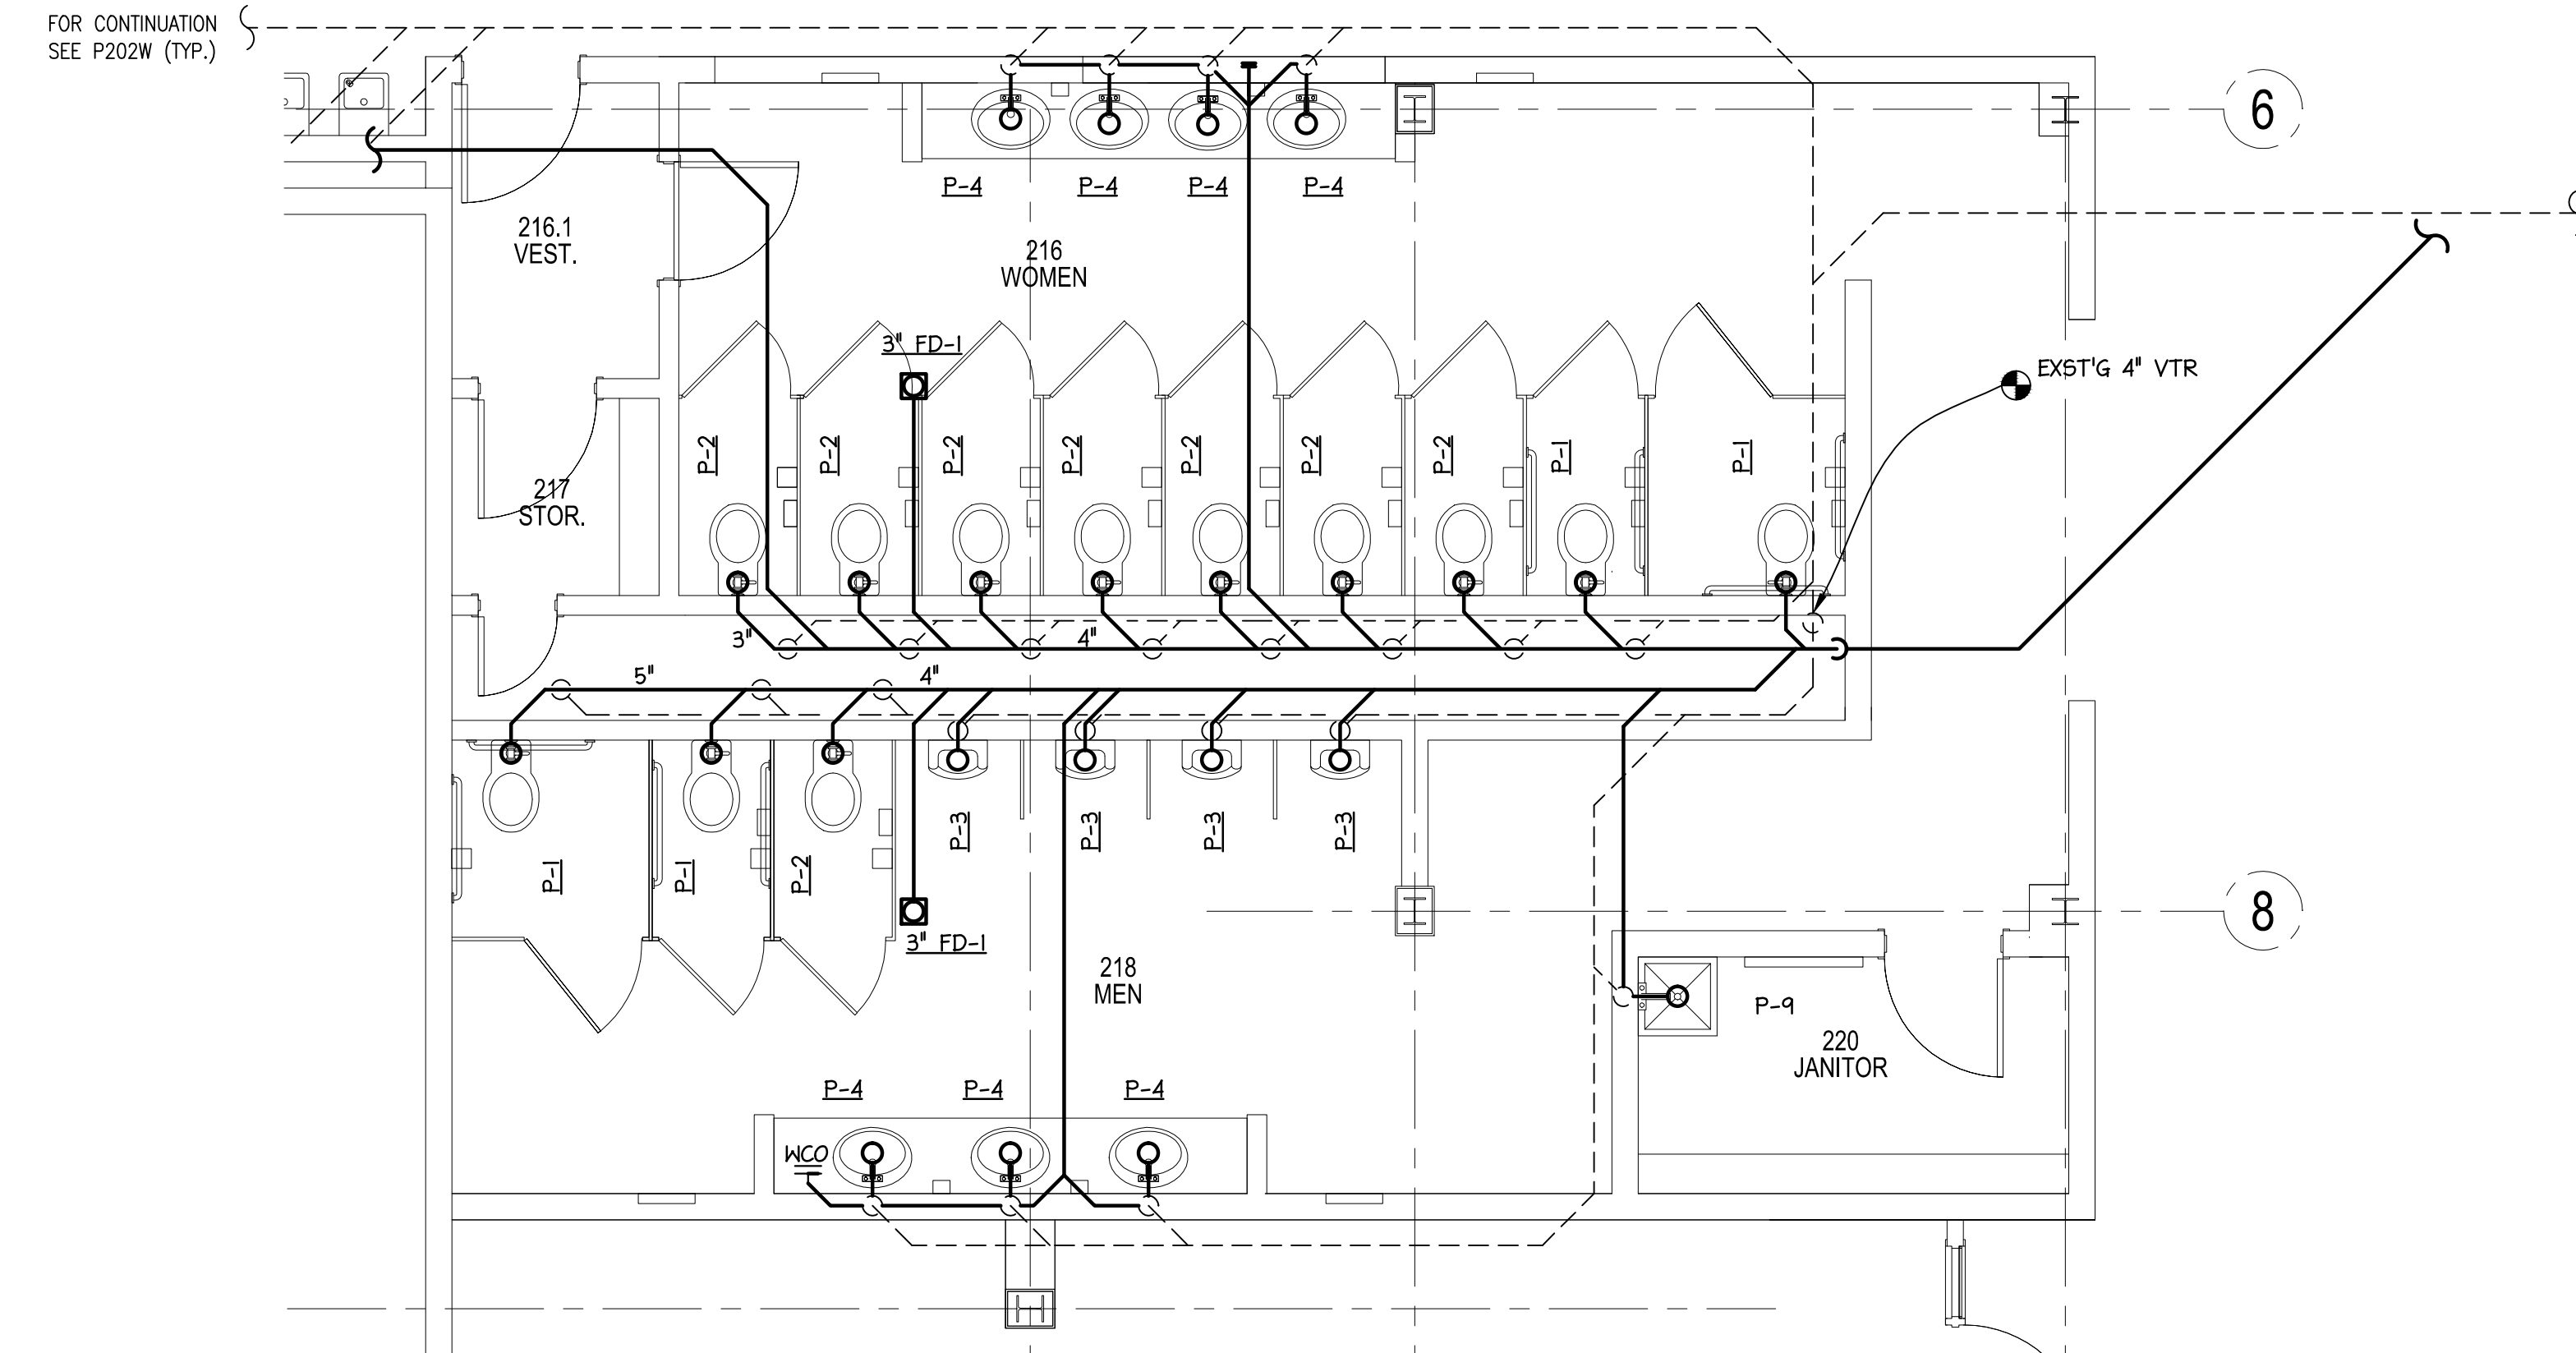 FOR CONTINUATION
SEE P202W (TYP.)
6
P-4
P-4
P-4
P-4
216.1
VEST.
216
WOMEN
3" FD-1
EXST'G 4" VTR
P-2
P-2
P-2
P-2
P-2
P-2
P-2
P-1
P-1
217
STOR.
3"
4"
5"
4"
P-3
P-3
P-3
P-3
P-1
P-1
P-2
8
3" FD-1
218
MEN
P-9
220
JANITOR
P-4
P-4
P-4
WCO